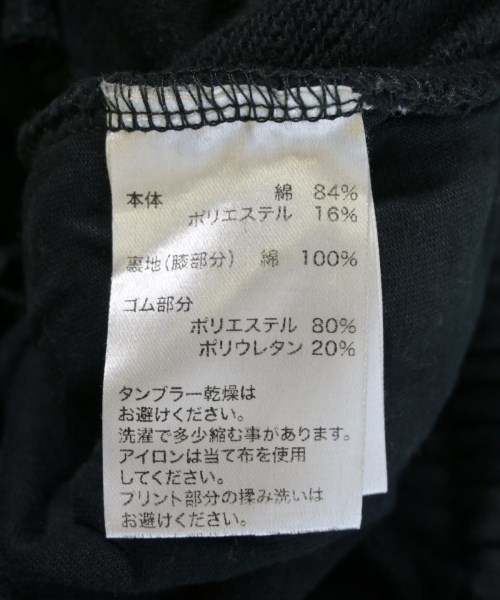 本体 綿 84%
ポリエステル 16%
裏地(膝部分) 綿 100%
ゴム部分
ポリエステル 80%
ポリウレタン 20%
タンブラー乾燥は
お避けください。
洗濯で多少縮む事があります。
アイロンは当て布を使用
してください。
プリント部分の揉み洗いは
お避けください。